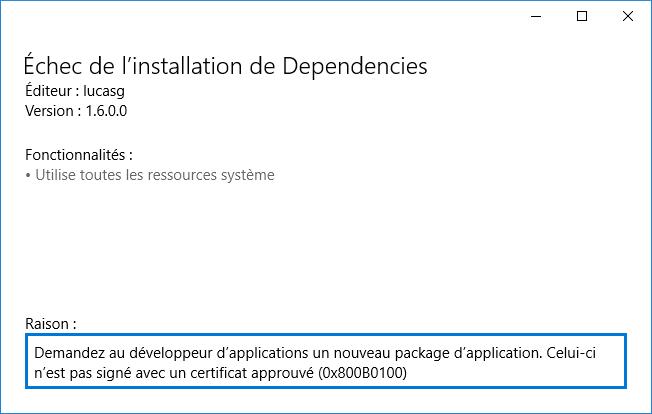 Échec de l’installation de Dependencies
Éditeur : lucasg
Version : 1.6.0.0
Fonctionnalités :
• Utilise toutes les ressources système
Raison :
Demandez au développeur d’applications un nouveau package d’application. Celui-ci
n’est pas signé avec un certificat approuvé (0x800B0100)